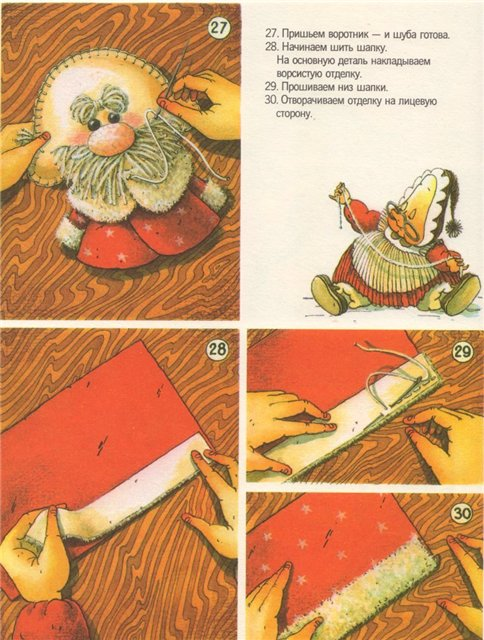 27. Пришьем воротник — и шуба готова.
28. Начинаем шить шапку.
На основную деталь накладываем
ворсистую отделку.
29. Прошиваем низ шапки.
30. Отворачиваем отделку на лицевую
сторону.
27
28
29
30